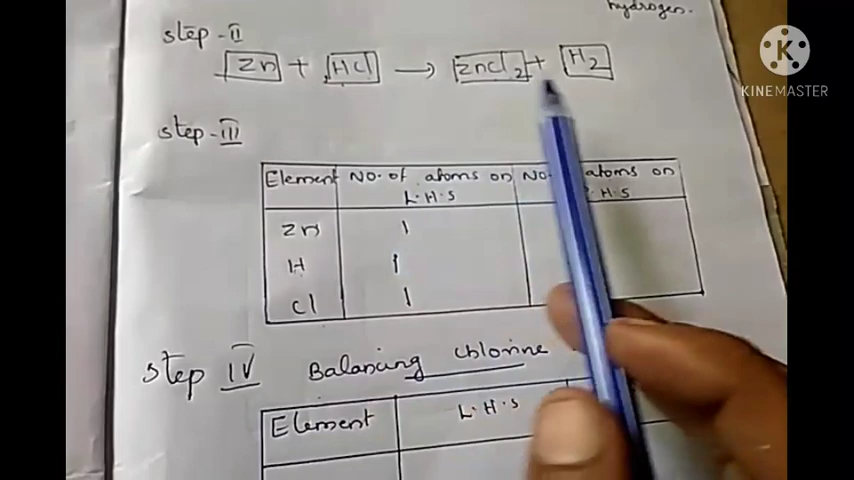 hydrogen.
Step-II
Zn + HCl → ZnCl2 + H2
KINEMASTER
Step-III
Element No. of atoms on L.H.S No. atoms on H.S
Zn 1
H 1
Cl 1
Step IV Balancing chlorine
Element L.H.S